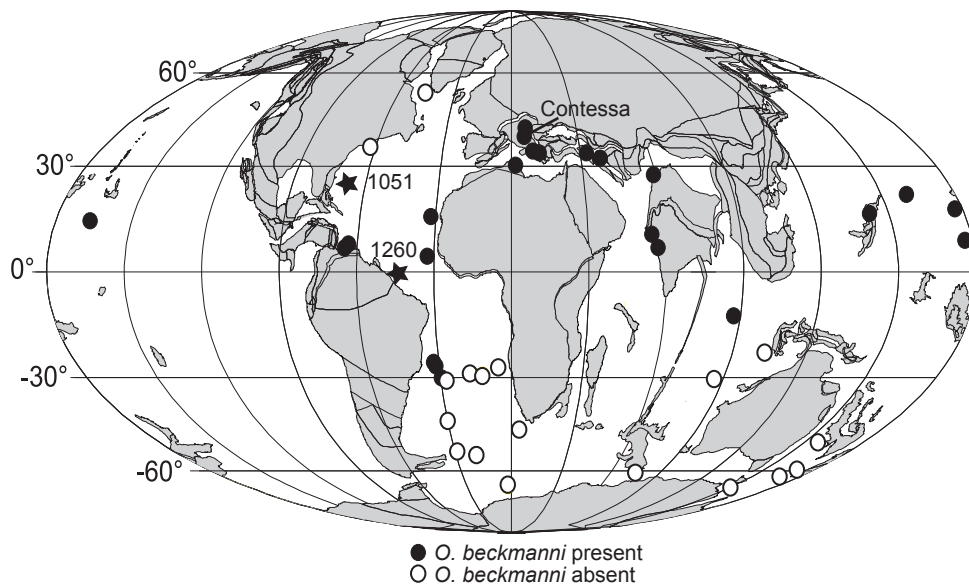 60°
Contessa
30°
1051
1260
0°
-30°
-60°
O. beckmanni present
O. beckmanni absent